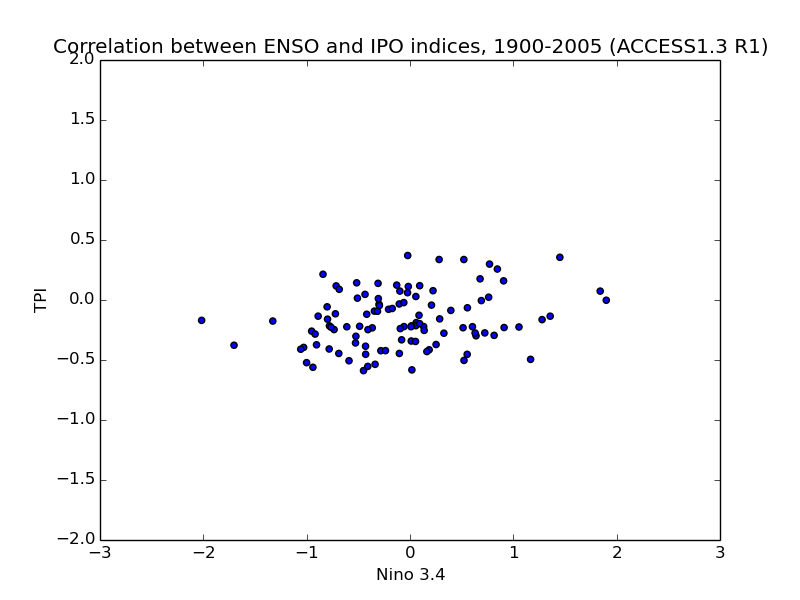 Correlation between ENSO and IPO indices, 1900-2005 (ACCESS1.3 R1)
2.0
1.5
1.0
0.5
0.0
−0.5
−1.0
−1.5
−2.0
TPI
−3 −2 −1 0 1 2 3
Nino 3.4